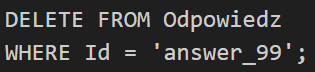 DELETE FROM Odpowiedz
WHERE Id = 'answer_99';